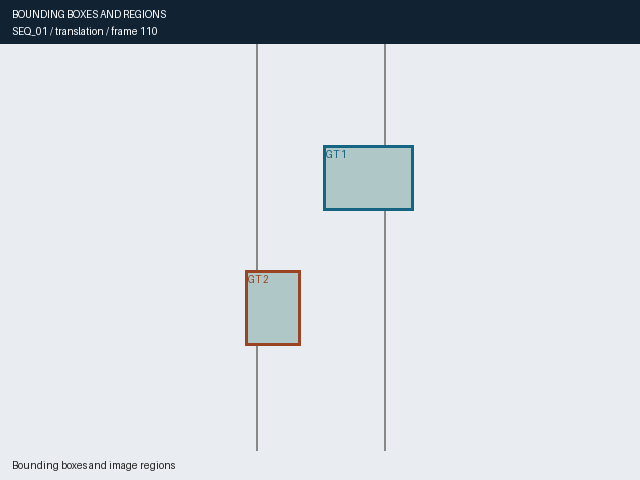 BOUNDING BOXES AND REGIONS
SEQ_01 / translation / frame 110
GT1
GT2
Bounding boxes and image regions